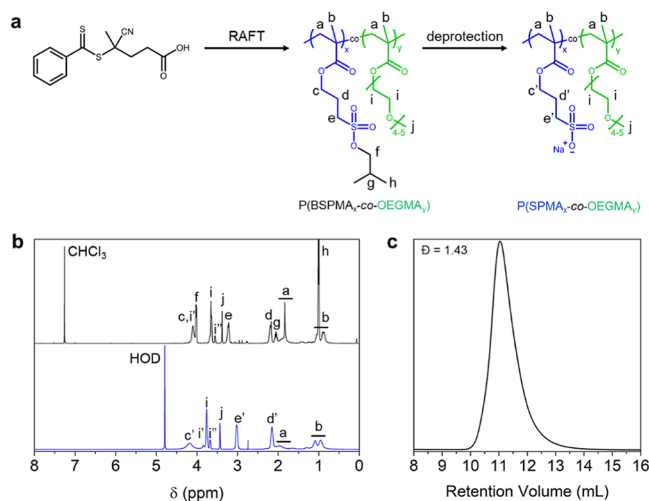 a
RAFT
deprotection
S
S
CN
OH
O
a b a b
x co y
O O O O
c i i
d
e
O
S O
O
O 4-5 j
f
g h
P(BSPMAx-co-OEGMAy)
a b a b
x co y
O O O O
c' i i
d'
e'
O
S O
Na+ O− O 4-5 j
P(SPMAx-co-OEGMAy)
b
CHCl3
h
c,i' f i i'' j e d g a b
HOD
c' i' i i'' j e' d' a b
8 7 6 5 4 3 2 1 0
δ (ppm)
c
Đ = 1.43
8 9 10 11 12 13 14 15 16
Retention Volume (mL)